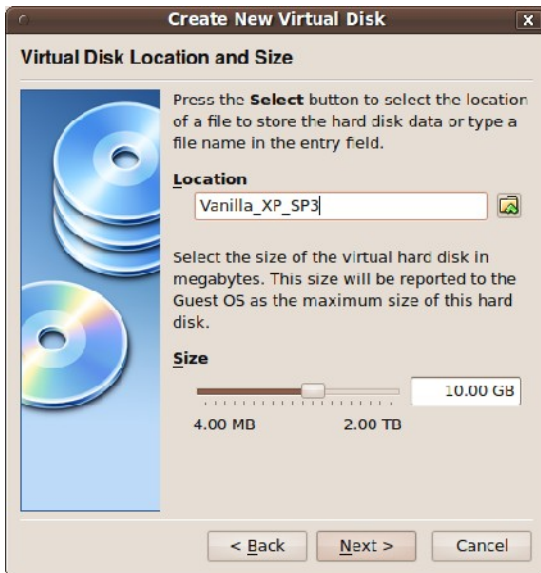 Create New Virtual Disk
Virtual Disk Location and Size
Press the Select button to select the location
of a file to store the hard disk data or type a
file name in the entry field.
Location
Vanilla_XP_SP3
Select the size of the virtual hard disk in
megabytes. This size will be reported to the
Guest OS as the maximum size of this hard
disk.
Size
10.00 GB
4.00 MB 2.00 TB
< Back Next > Cancel